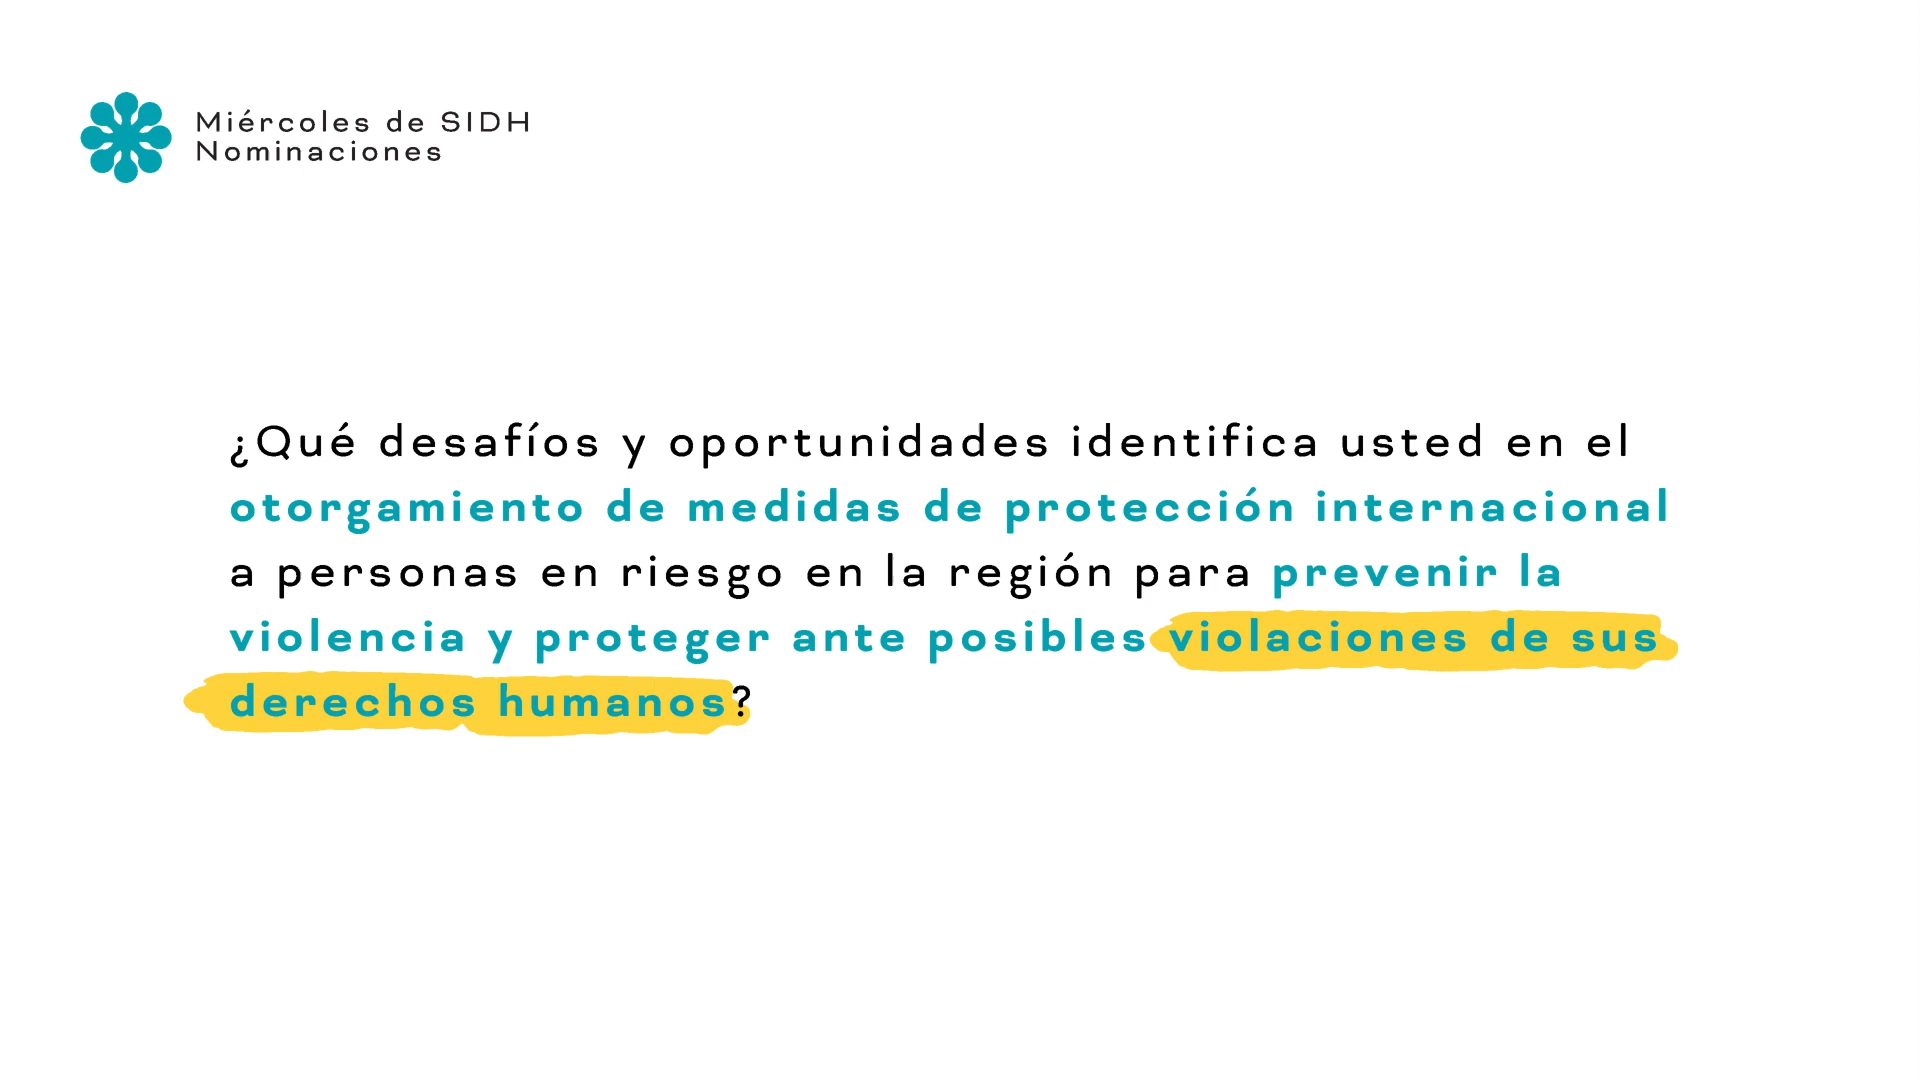 Miércoles de SIDH
Nominaciones
¿Qué desafíos y oportunidades identifica usted en el
otorgamiento de medidas de protección internacional
a personas en riesgo en la región para prevenir la
violencia y proteger ante posibles violaciones de sus
derechos humanos?